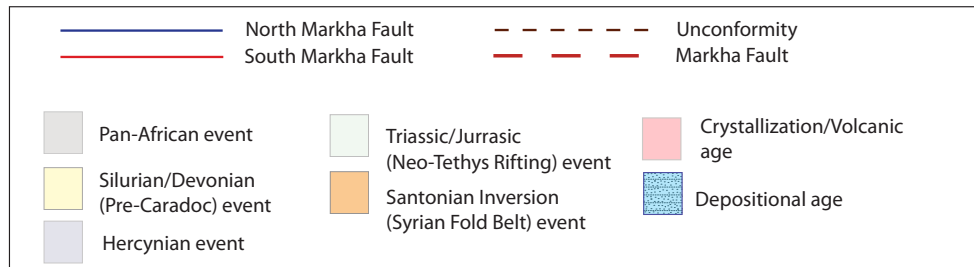 North Markha Fault
Unconformity
South Markha Fault
Markha Fault
Pan-African event
Triassic/Jurrasic
(Neo-Tethys Rifting) event
Crystallization/Volcanic
age
Silurian/Devonian
(Pre-Caradoc) event
Santonian Inversion
(Syrian Fold Belt) event
Depositional age
Hercynian event